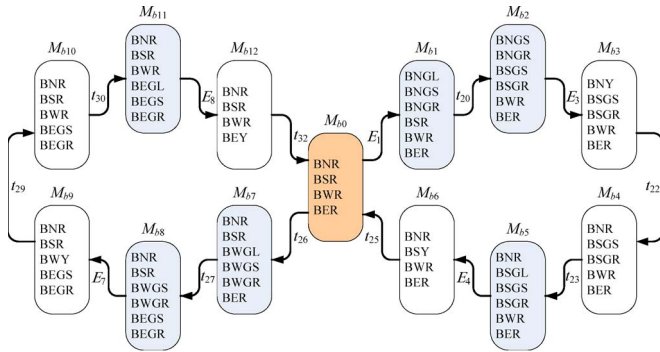 M_b10
BNR
BSR
BWR
BEGS
BEGR
t_30
M_b11
BNR
BSR
BWR
BEGL
BEGS
BEGR
E_8
M_b12
BNR
BSR
BWR
BEY
t_32
M_b0
BNR
BSR
BWR
BER
E_1
M_b1
BNGL
BNGS
BNGR
BSR
BWR
BER
t_20
M_b2
BNGS
BNGR
BSGS
BSGR
BWR
BER
E_3
M_b3
BNY
BSGS
BSGR
BWR
BER
t_22
t_29
M_b9
BNR
BSR
BWY
BEGS
BEGR
E_7
M_b8
BNR
BSR
BWGS
BWGR
BEGS
BEGR
t_27
M_b7
BNR
BSR
BWGL
BWGS
BWGR
BER
t_26
t_25
M_b6
BNR
BSY
BWR
BER
E_4
M_b5
BNR
BSGL
BSGS
BSGR
BWR
BER
t_23
M_b4
BNR
BSGS
BSGR
BWR
BER